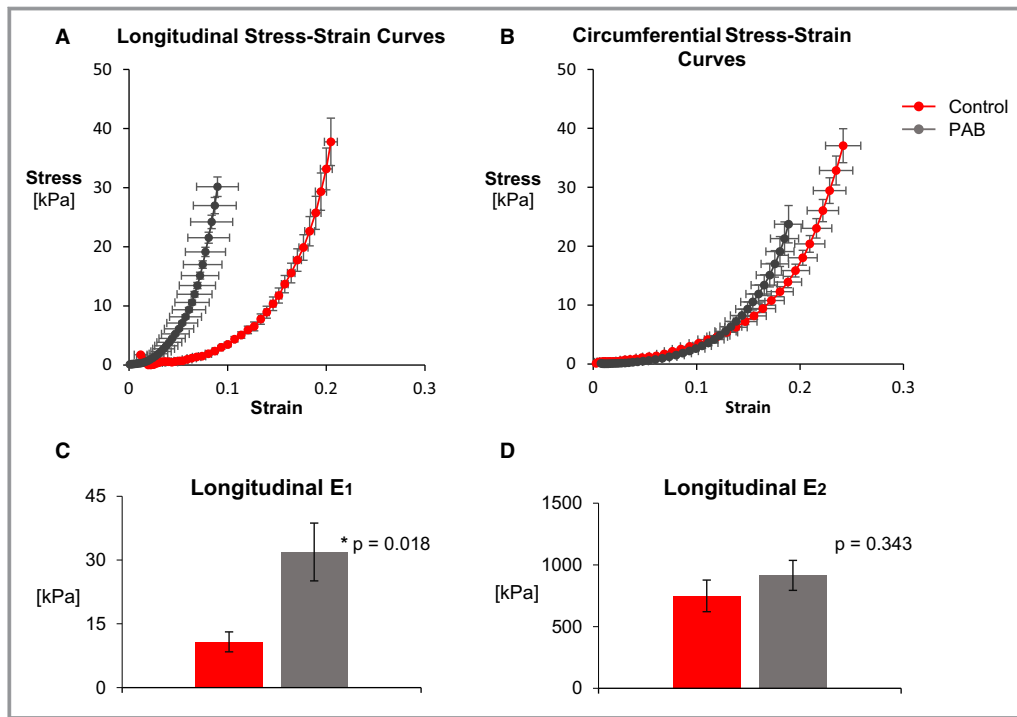 A
Longitudinal Stress-Strain Curves
50
40
30
20
10
0
Stress
[kPa]
0
0.1
0.2
0.3
Strain
B
Circumferential Stress-Strain
Curves
50
40
30
20
10
0
Stress
[kPa]
0
0.1
0.2
0.3
Strain
Control
PAB
C
Longitudinal E1
45
30
15
0
[kPa]
* p = 0.018
D
Longitudinal E2
1500
1000
500
0
[kPa]
p = 0.343